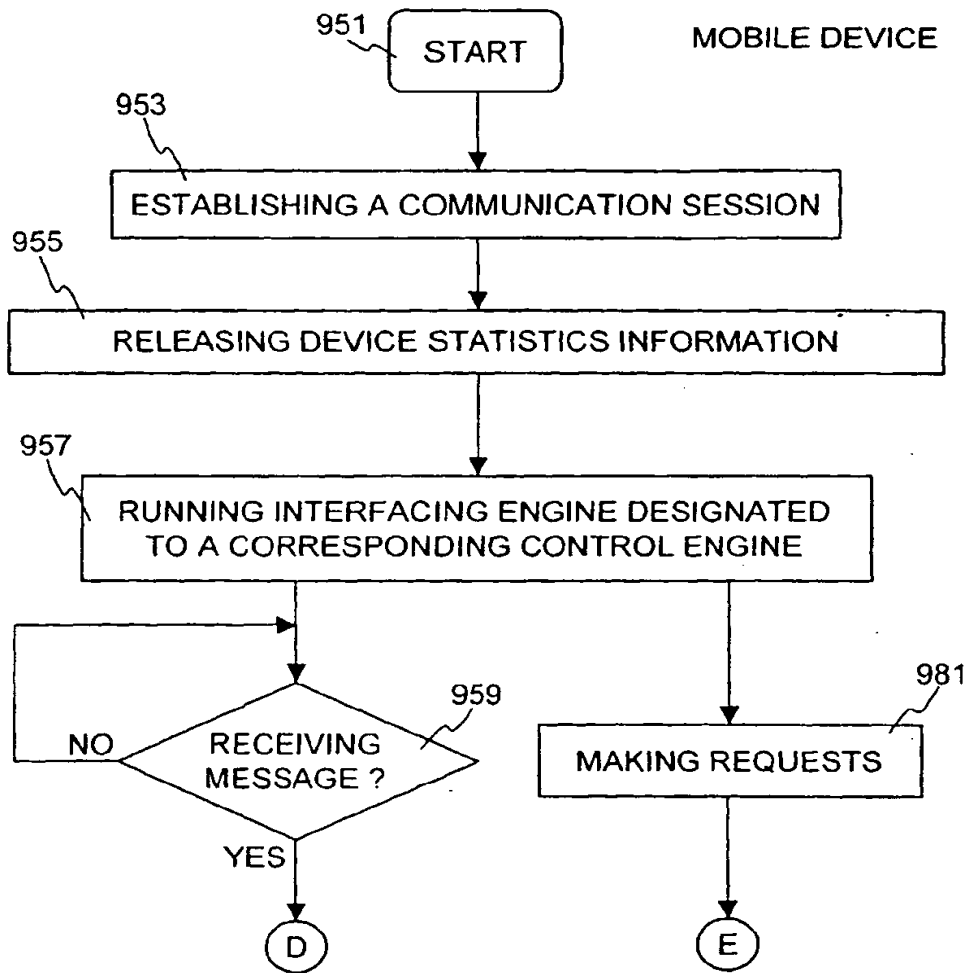 951
START
MOBILE DEVICE
953
ESTABLISHING A COMMUNICATION SESSION
955
RELEASING DEVICE STATISTICS INFORMATION
957
RUNNING INTERFACING ENGINE DESIGNATED
TO A CORRESPONDING CONTROL ENGINE
959
NO
RECEIVING
MESSAGE ?
YES
D
981
MAKING REQUESTS
E